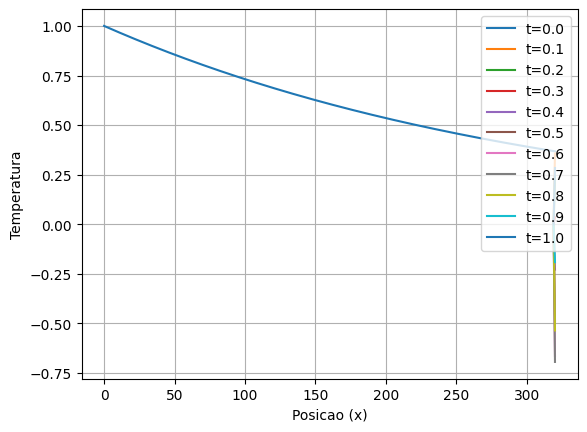 1.00
0.75
0.50
0.25
0.00
−0.25
−0.50
−0.75
Temperatura
0
50
100
150
200
250
300
Posicao (x)
t=0.0
t=0.1
t=0.2
t=0.3
t=0.4
t=0.5
t=0.6
t=0.7
t=0.8
t=0.9
t=1.0